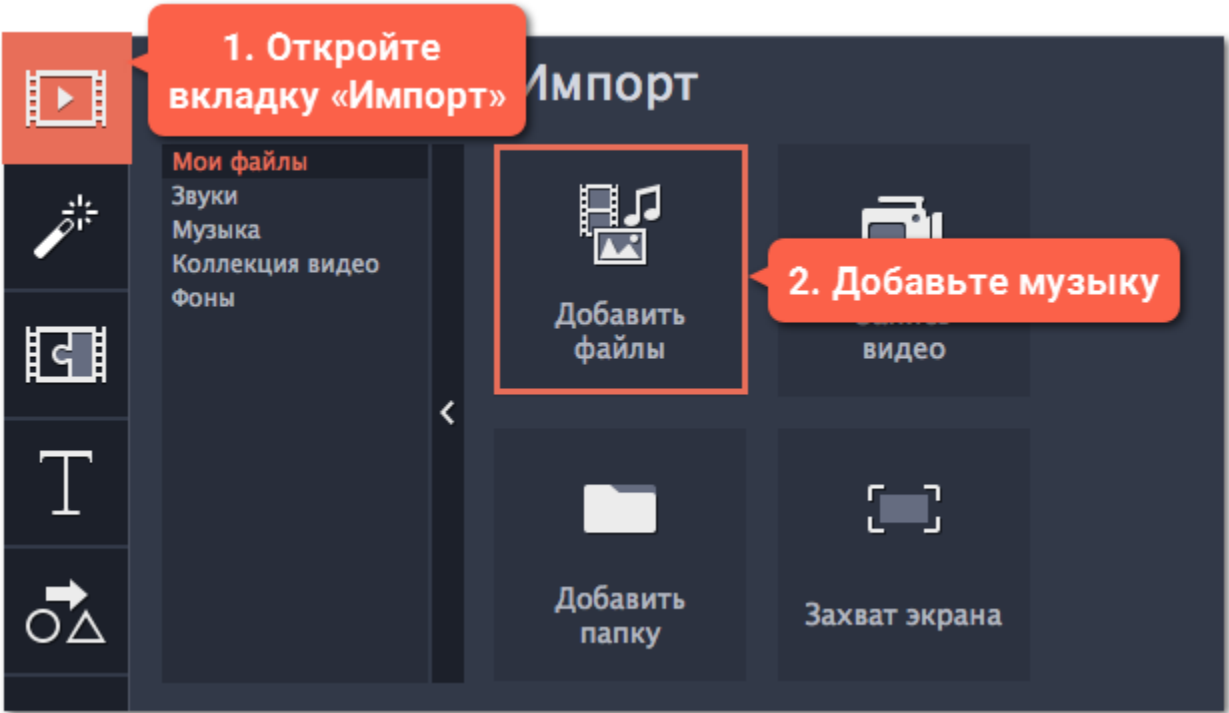 1. Откройте
вкладку «Импорт»
Импорт
Мои файлы
Звуки
Музыка
Коллекция видео
Фоны
Добавить
файлы
2. Добавьте музыку
видео
Добавить
папку
Захват экрана